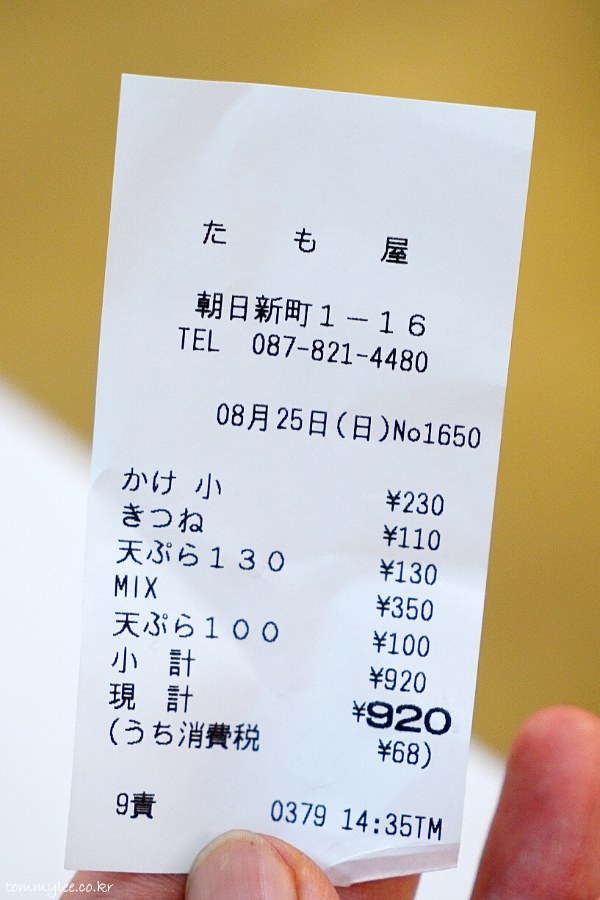 たも屋
朝日新町１－１６
TEL 087-821-4480
08月25日(日)No1650
かけ 小 ¥230
きつね ¥110
天ぷら１３０ ¥130
MIX ¥350
天ぷら１００ ¥100
小 計 ¥920
現 計 ¥920
(うち消費税 ¥68)
9責 0379 14:35TM
tommylee.co.kr